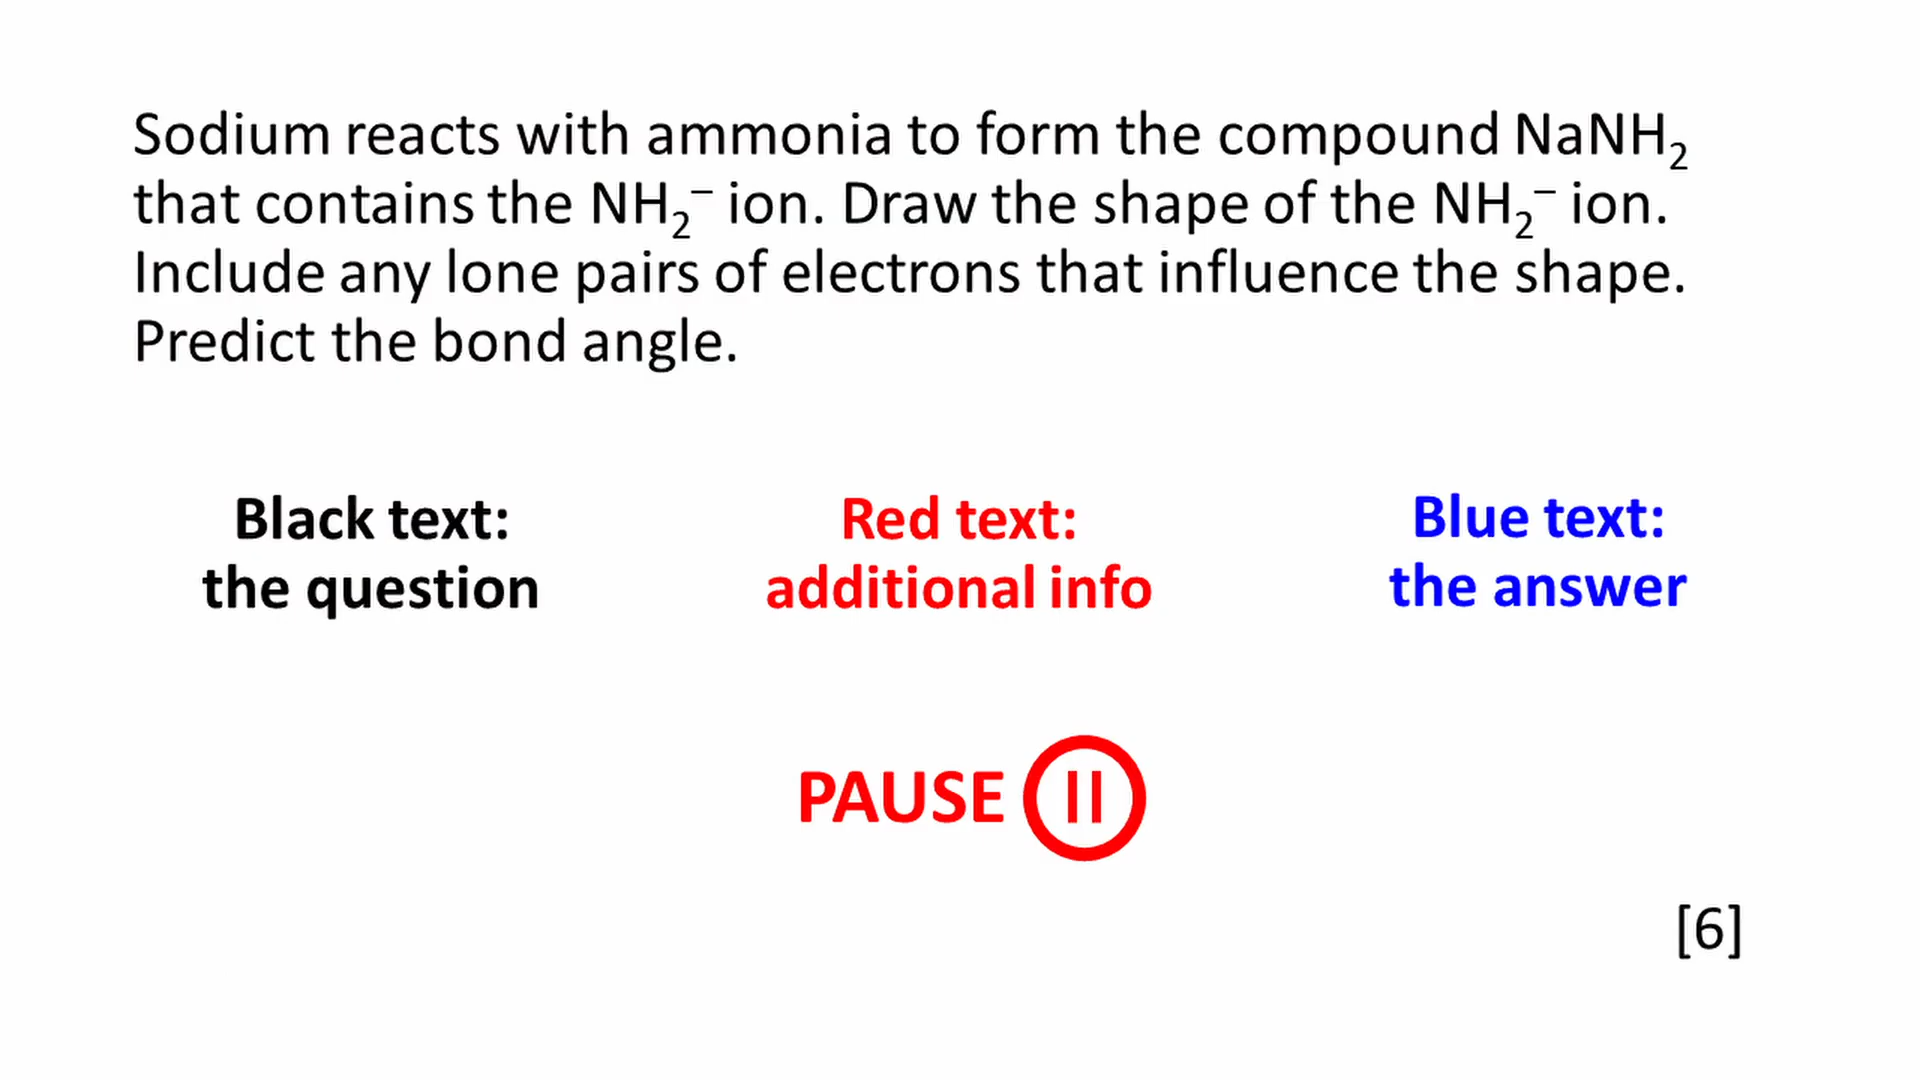 Sodium reacts with ammonia to form the compound NaNH₂
that contains the NH₂⁻ ion. Draw the shape of the NH₂⁻ ion.
Include any lone pairs of electrons that influence the shape.
Predict the bond angle.
Black text:
the question
Red text:
additional info
Blue text:
the answer
PAUSE
[6]